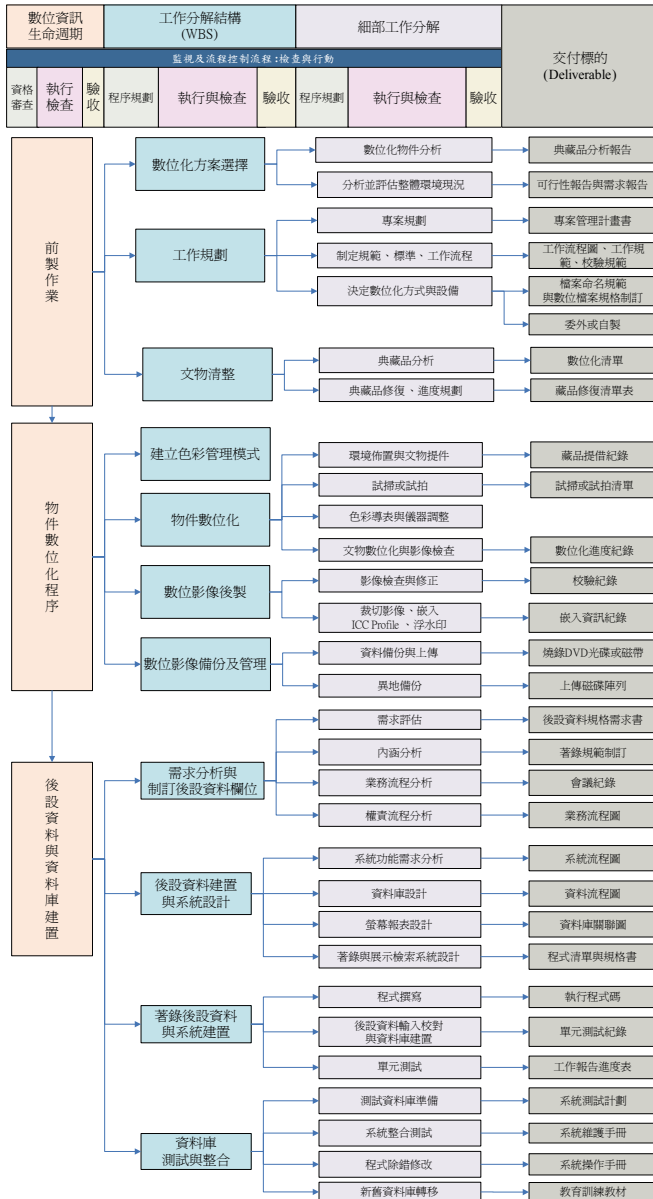 數位資訊
生命週期
工作分解結構
(WBS)
細部工作分解
交付標的
(Deliverable)
監視及流程控制流程:檢查與行動
資格
審查
執行
檢查
驗
收
程序規劃
執行與檢查
驗收
程序規劃
執行與檢查
驗收
前製作業
數位化方案選擇
數位化物件分析
典藏品分析報告
分析並評估整體環境現況
可行性報告與需求報告
工作規劃
專案規劃
專案管理計畫書
制定規範、標準、工作流程
工作流程圖、工作規
範、校驗規範
決定數位化方式與設備
檔案命名規範
與數位檔案規格制訂
委外或自製
文物清整
典藏品分析
數位化清單
典藏品修復、進度規劃
藏品修復清單表
物件數位化程序
建立色彩管理模式
物件數位化
環境佈置與文物提件
藏品提借紀錄
試掃或試拍
試掃或試拍清單
色彩導表與儀器調整
文物數位化與影像檢查
數位化進度紀錄
數位影像後製
影像檢查與修正
校驗紀錄
裁切影像、嵌入
ICC Profile 、浮水印
嵌入資訊紀錄
數位影像備份及管理
資料備份與上傳
燒錄DVD光碟或磁帶
異地備份
上傳磁碟陣列
後設資料與資料庫建置
需求分析與
制訂後設資料欄位
需求評估
後設資料規格需求書
內涵分析
著錄規範制訂
業務流程分析
會議紀錄
權責流程分析
業務流程圖
後設資料建置
與系統設計
系統功能需求分析
系統流程圖
資料庫設計
資料流程圖
螢幕報表設計
資料庫關聯圖
著錄與展示檢索系統設計
程式清單與規格書
著錄後設資料
與系統建置
程式撰寫
執行程式碼
後設資料輸入校對
與資料庫建置
單元測試紀錄
單元測試
工作報告進度表
資料庫
測試與整合
測試資料庫準備
系統測試計劃
系統整合測試
系統維護手冊
程式除錯修改
系統操作手冊
新舊資料庫轉移
教育訓練教材